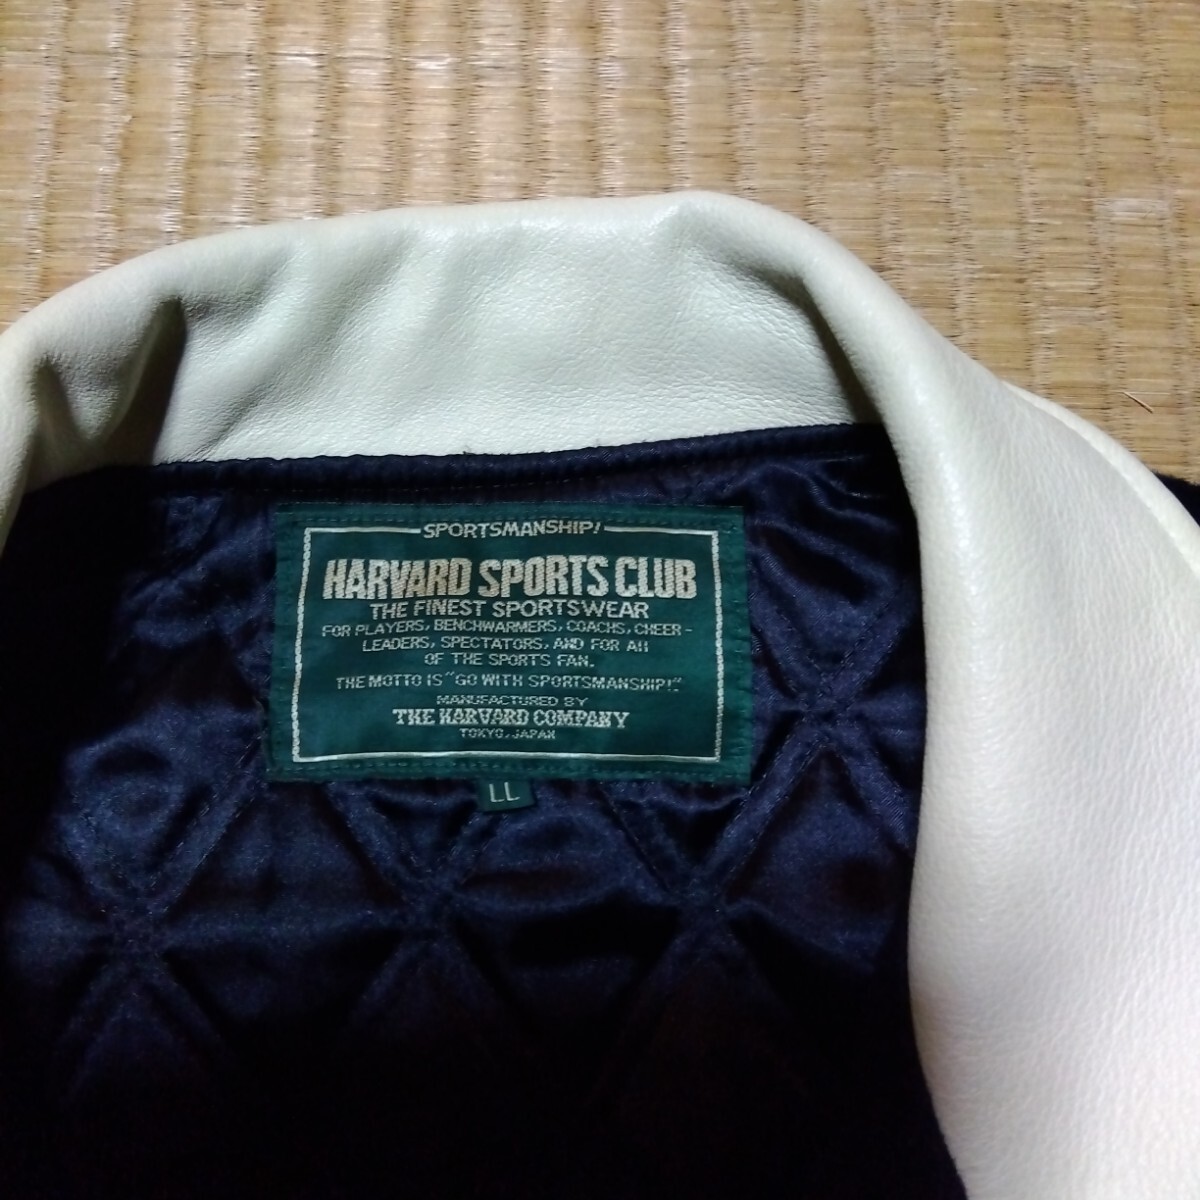 SPORTSMANSHIP!
HARVARD SPORTS CLUB
THE FINEST SPORTSWEAR
FOR PLAYERS, BENCHWARMERS, COACHS, CHEER-
LEADERS, SPECTATORS, AND FOR All
OF THE SPORTS FAN.
THE MOTTO IS "GO WITH SPORTSMANSHIP!".
MANUFACTURED BY
THE HARVARD COMPANY
TOKYO, JAPAN
LL